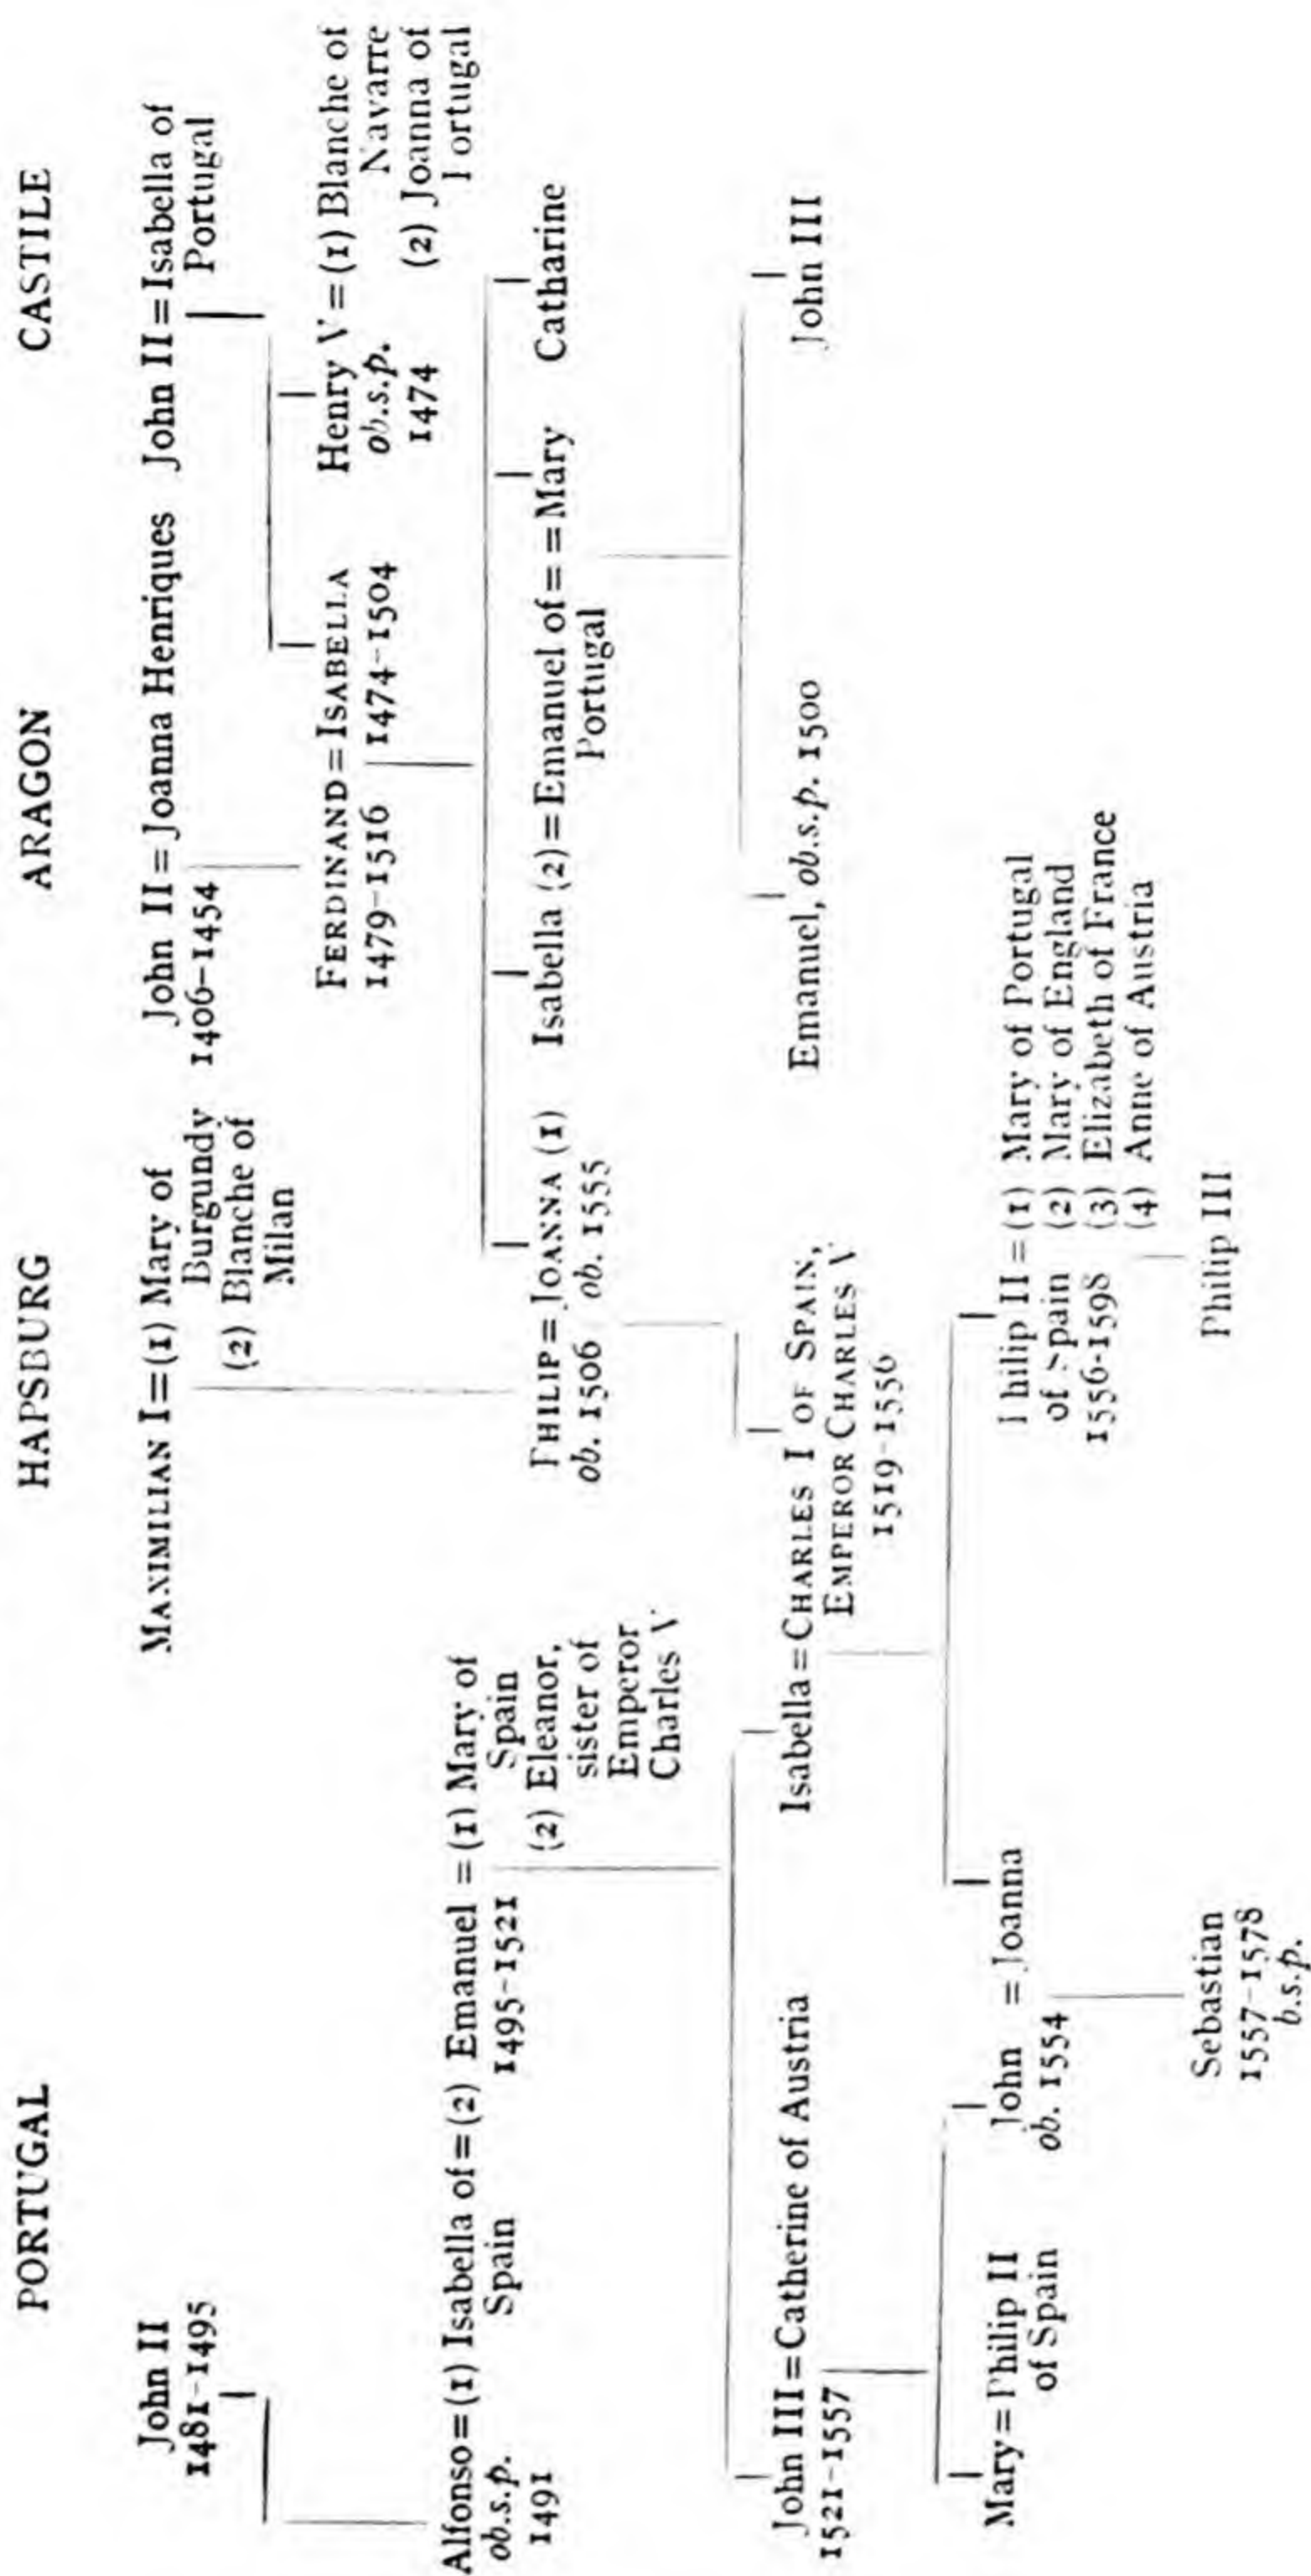 PORTUGAL HAPSBURG ARAGON CASTILE
John II
1481-1495
MAXIMILIAN I=(1) Mary of
Burgundy
(2) Blanche of
Milan
John II = Joanna Henriques
1406-1454
John II = Isabella of
Portugal
FERDINAND = ISABELLA
1479-1516 1474-1504
Henry V = (1) Blanche of
Navarre
ob.s.p.
1474
(2) Joanna of
Portugal
Alfonso=(1) Isabella of=(2) Emanuel = (1) Mary of
ob.s.p.
1491
Spain
1495-1521
Spain
(2) Eleanor,
sister of
Emperor
Charles V
PHILIP = JOANNA (1)
ob. 1506 ob. 1555
Isabella (2)=Emanuel of = =Mary
Portugal
Catharine
John III=Catherine of Austria
1521-1557
Isabella=CHARLES I OF SPAIN,
EMPEROR CHARLES V
1519-1556
Emanuel, ob.s.p. 1500
John III
Mary=Philip II
of Spain
John = Joanna
ob. 1554
Philip II = (1) Mary of Portugal
of Spain (2) Mary of England
1556-1598 (3) Elizabeth of France
(4) Anne of Austria
Sebastian
1557-1578
b.s.p.
Philip III